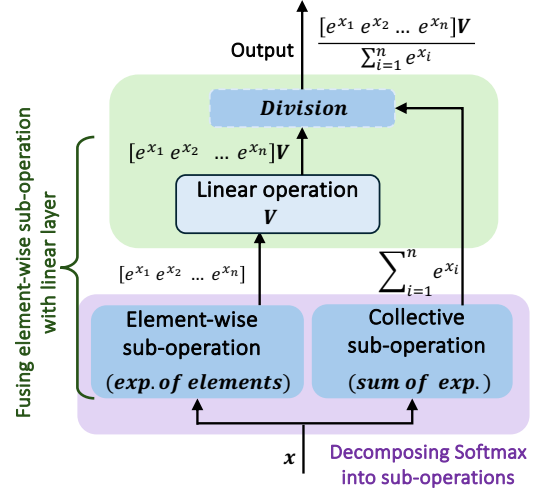 [e^{x_1} e^{x_2} … e^{x_n}]V
∑_{i=1}^{n} e^{x_i}
Output
Division
[e^{x_1} e^{x_2} … e^{x_n}]V
Linear operation
V
[e^{x_1} e^{x_2} … e^{x_n}]
∑_{i=1}^{n} e^{x_i}
Fusing element-wise sub-operation
with linear layer
Element-wise
sub-operation
(exp. of elements)
Collective
sub-operation
(sum of exp.)
x
Decomposing Softmax
into sub-operations